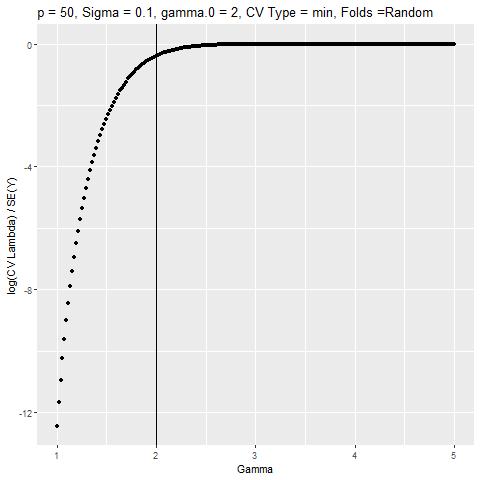 p = 50, Sigma = 0.1, gamma.0 = 2, CV Type = min, Folds =Random
log(CV Lambda) / SE(Y)
0
-4
-8
-12
1 2 3 4 5
Gamma